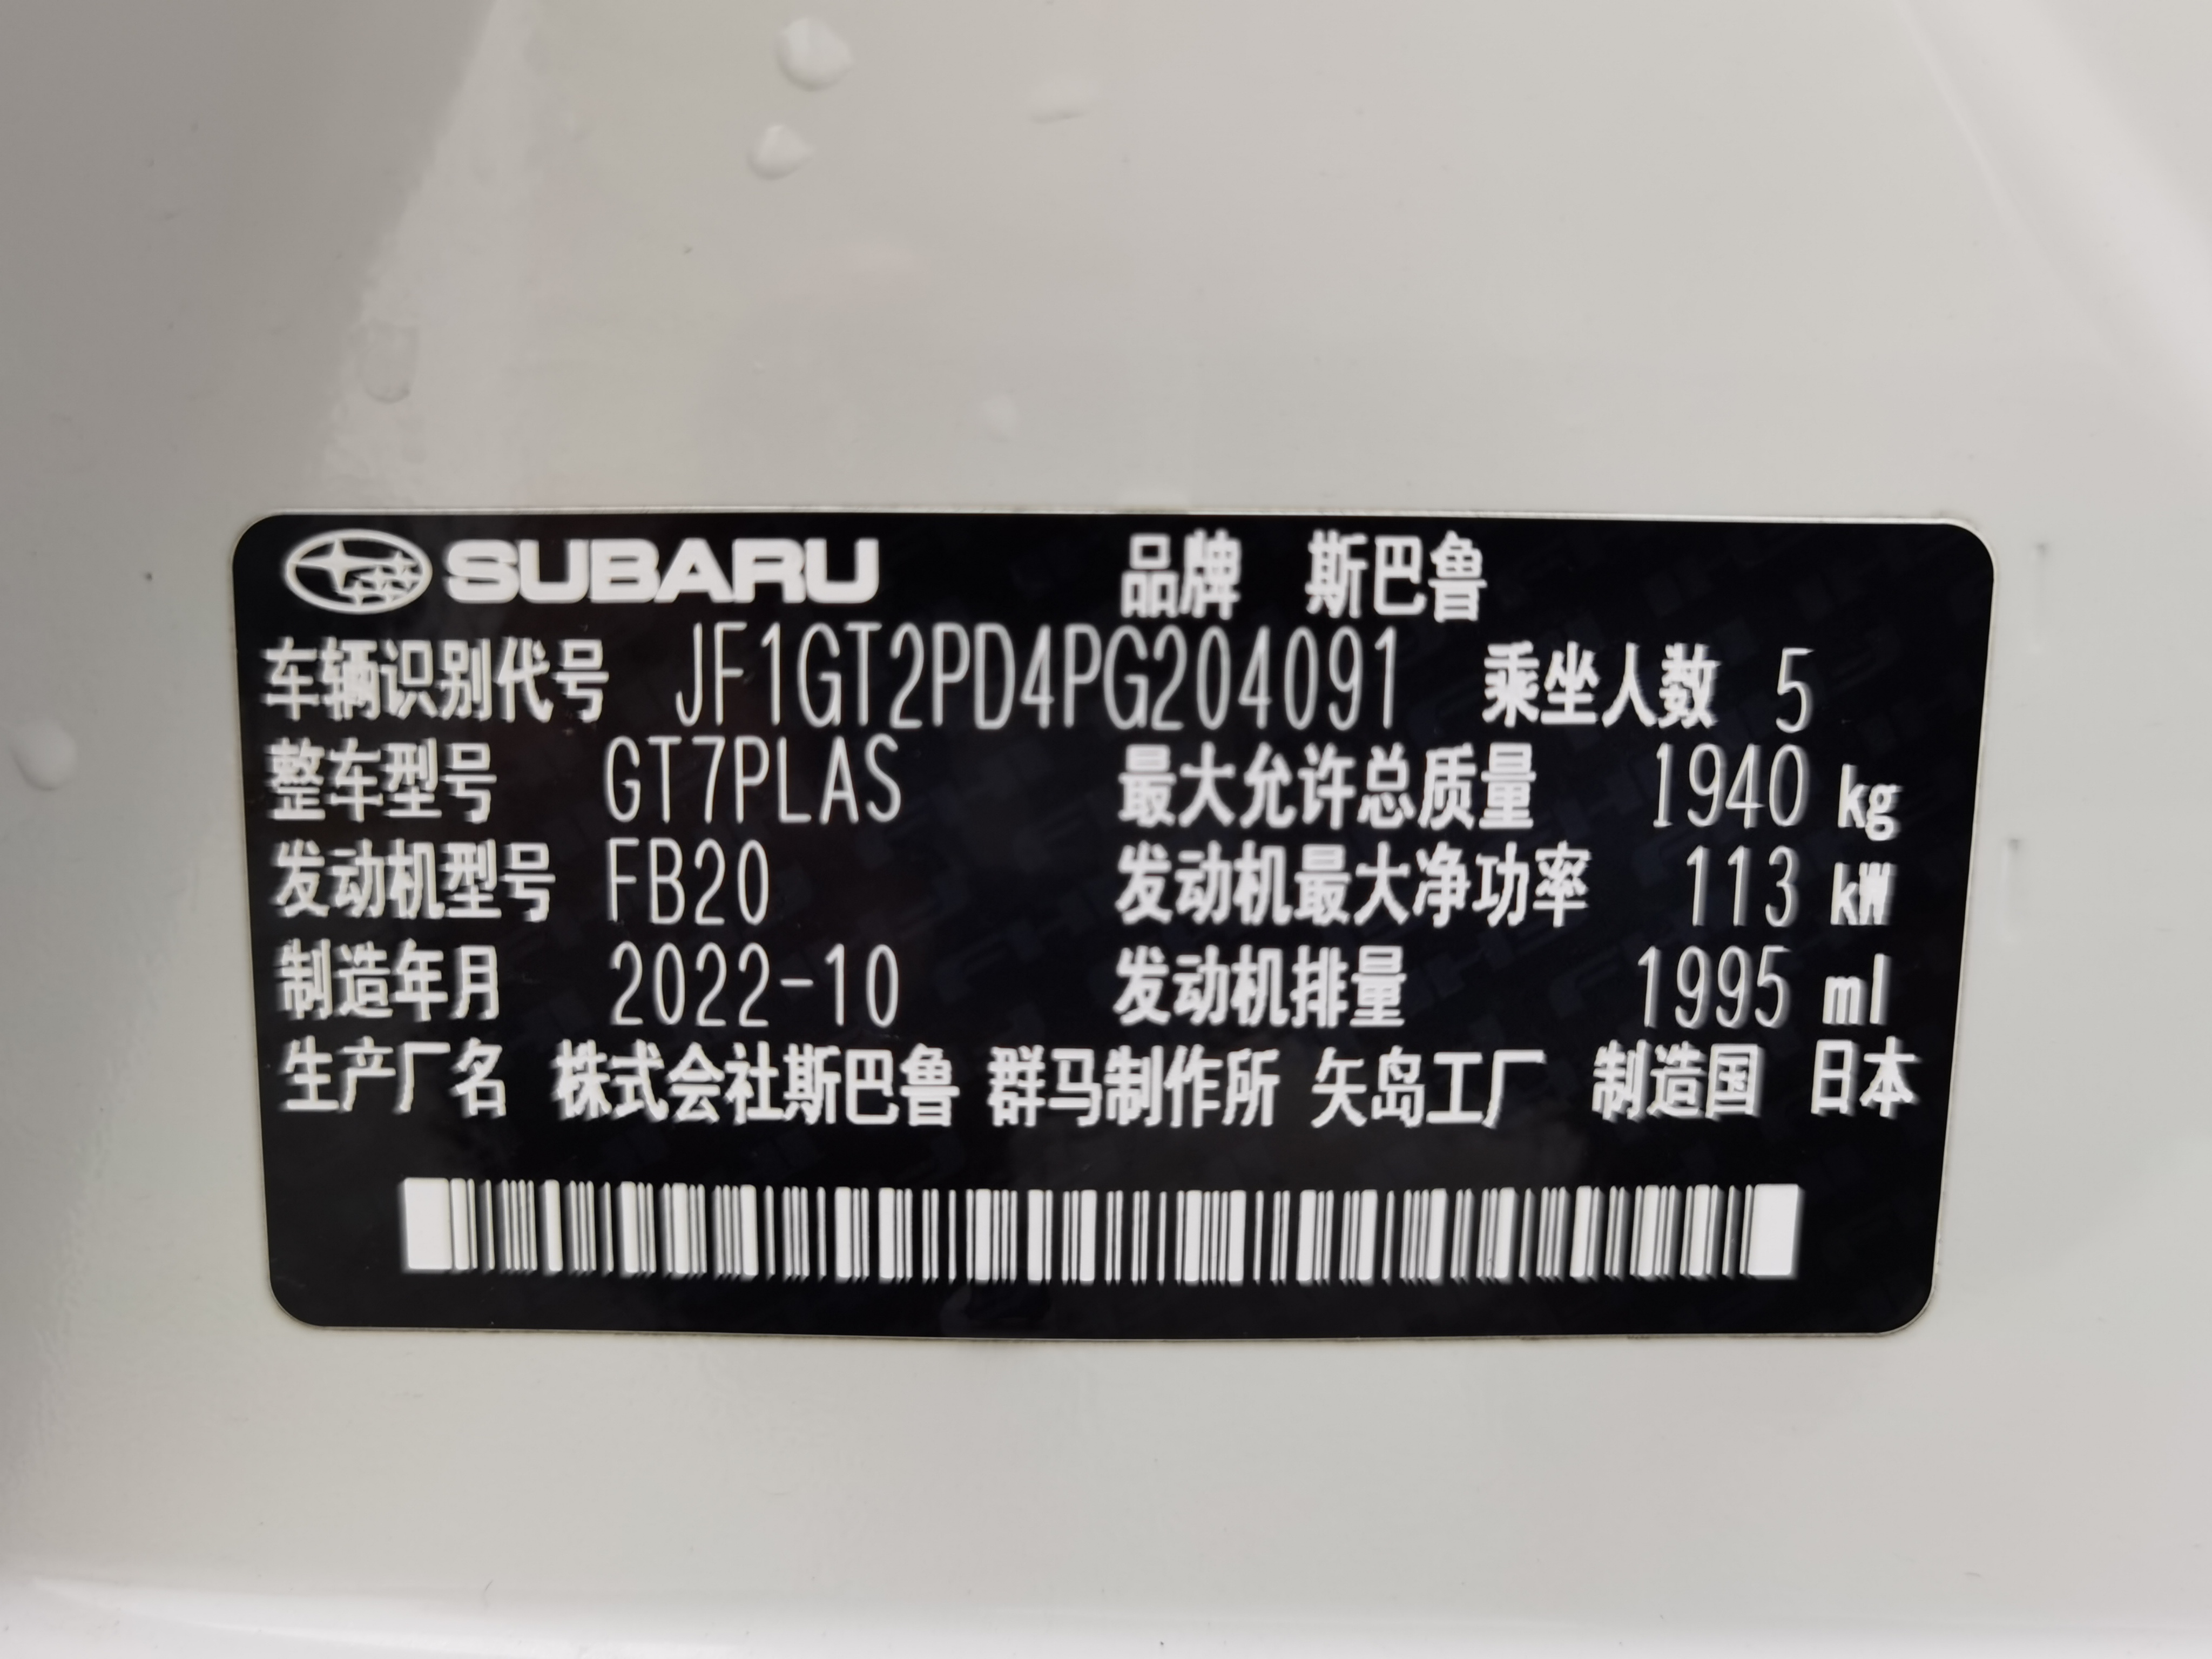 SUBARU 品牌 斯巴鲁
车辆识别代号 JF1GT2PD4PG204091 乘坐人数 5
整车型号 GT7PLAS 最大允许总质量 1940 kg
发动机型号 FB20 发动机最大净功率 113 kW
制造年月 2022-10 发动机排量 1995 ml
生产厂名 株式会社斯巴鲁 群马制作所 矢岛工厂 制造国 日本